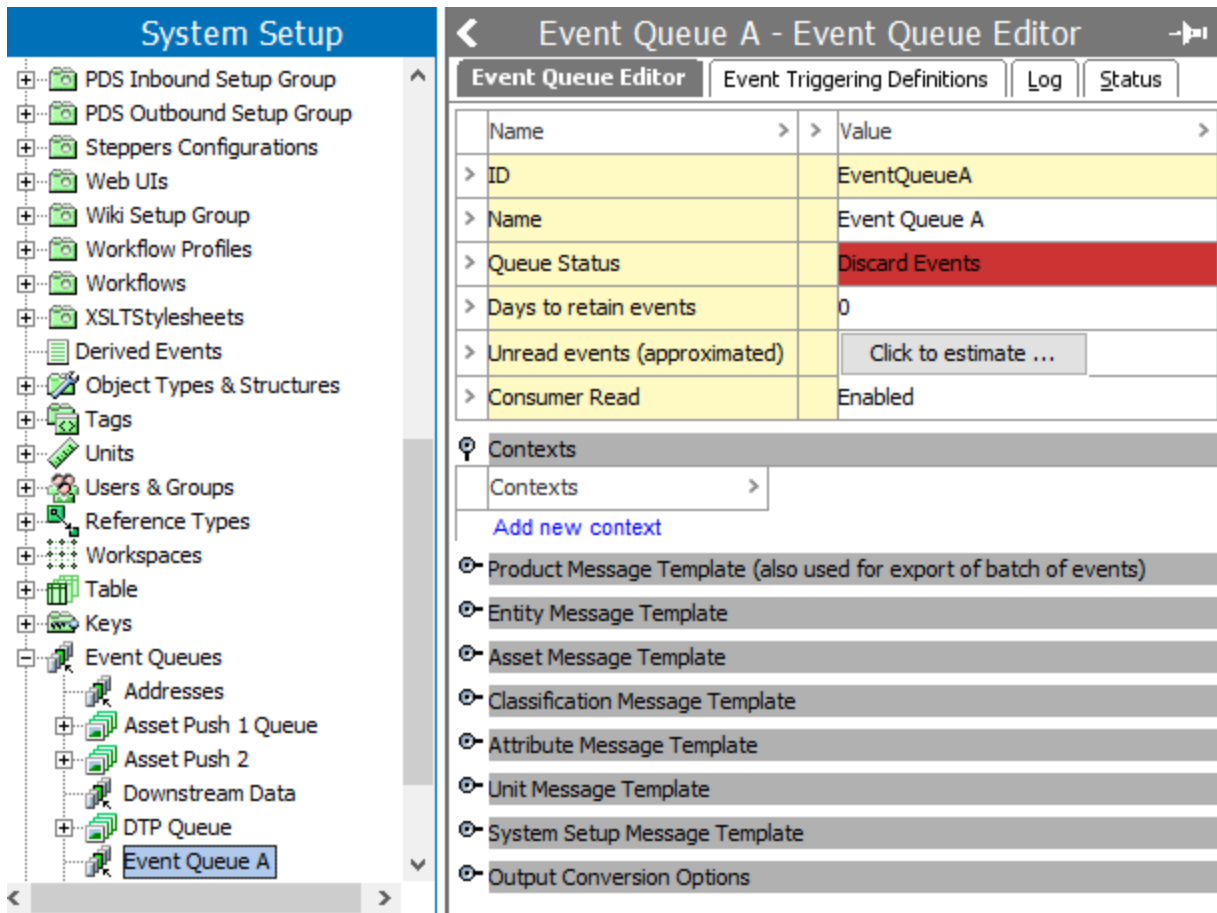 System Setup
PDS Inbound Setup Group
PDS Outbound Setup Group
Steppers Configurations
Web UIs
Wiki Setup Group
Workflow Profiles
Workflows
XSLTStylesheets
Derived Events
Object Types & Structures
Tags
Units
Users & Groups
Reference Types
Workspaces
Table
Keys
Event Queues
Addresses
Asset Push 1 Queue
Asset Push 2
Downstream Data
DTP Queue
Event Queue A
Event Queue A - Event Queue Editor
Event Queue Editor Event Triggering Definitions Log Status
Name > > Value >
> ID EventQueueA
> Name Event Queue A
> Queue Status Discard Events
> Days to retain events 0
> Unread events (approximated) Click to estimate ...
> Consumer Read Enabled
Contexts
Contexts >
Add new context
Product Message Template (also used for export of batch of events)
Entity Message Template
Asset Message Template
Classification Message Template
Attribute Message Template
Unit Message Template
System Setup Message Template
Output Conversion Options